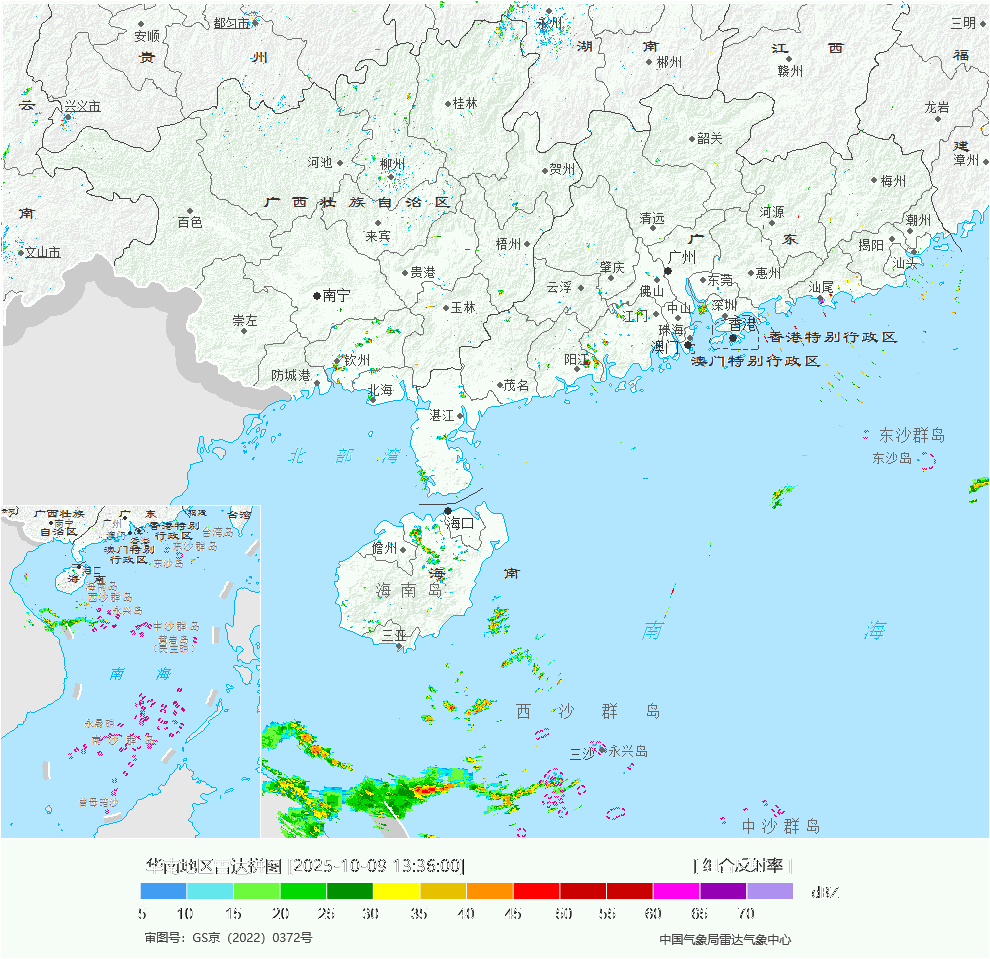 安顺
都匀市
永州
三明
贵 州
湖 南
江 西
福
郴州
赣州
云
兴义市
桂林
龙岩
韶关
建
河池
柳州
贺州
漳州
梅州
广 西 壮 族 自 治 区
南
百色
来宾
清远
河源
潮州
广 东
揭阳
文山市
梧州
广州
汕头
贵港
肇庆
惠州
南宁
云浮
佛山
东莞
汕尾
崇左
玉林
江门
中山
深圳
珠海
香港
香港特别行政区
钦州
阳江
澳门
澳门特别行政区
防城港
北海
茂名
湛江
东沙群岛
北 部 湾
东沙岛
海口
儋州
海 南
海 南 岛
三亚
南 海
西 沙 群 岛
三沙
永兴岛
中沙群岛
广西壮族
自治区
南宁
广 东
广州
香港特别
行政区
澳门
香港
澳门特别
行政区
台湾
台湾岛
东沙群岛
东沙岛
海口
海 南
海南岛
西沙群岛
永兴岛
中沙群岛
黄岩岛
南 海
永暑礁
南 沙 群 岛
曾母暗沙
华南地区雷达拼图 [2025-10-09 13:36:00]
[ 组合反射率 ]
5 10 15 20 25 30 35 40 45 50 55 60 65 70
dBZ
审图号：GS京（2022）0372号
中国气象局雷达气象中心